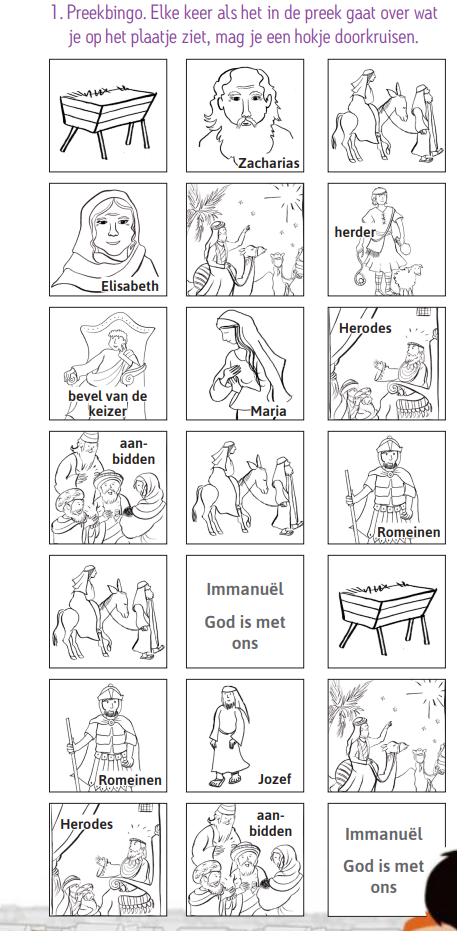 1. Preekbingo. Elke keer als het in de preek gaat over wat
je op het plaatje ziet, mag je een hokje doorkruisen.
Zacharias
Elisabeth
herder
bevel van de
keizer
Maria
Herodes
aan-
bidden
Romeinen
Immanuël
God is met
ons
Romeinen
Jozef
Herodes
aan-
bidden
Immanuël
God is met
ons